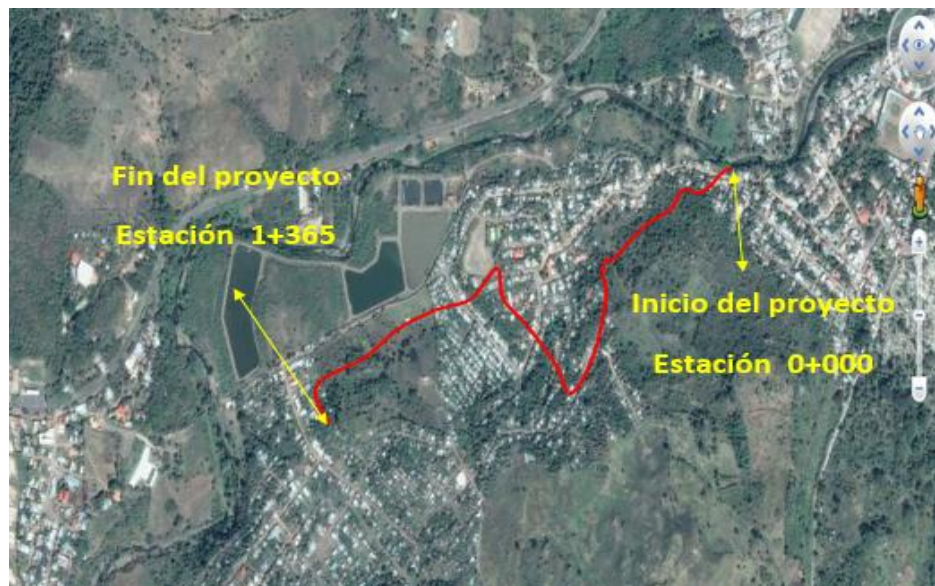 Fin del proyecto
Estación 1+365
Inicio del proyecto
Estación 0+000